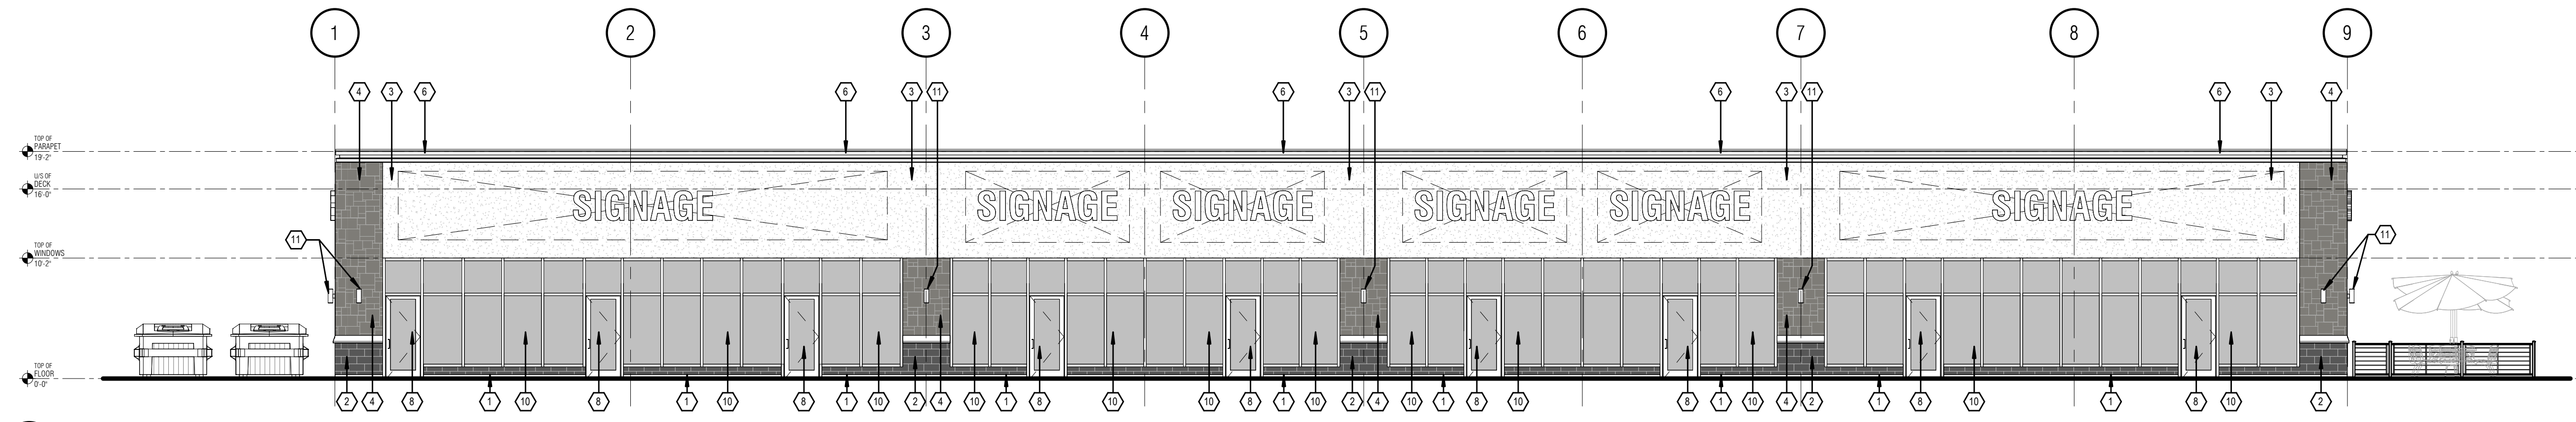 1 2 3 4 5 6 7 8 9
4 3 6 6 3 11 6 3 11 6 3 11 6 3 4
TOP OF
PARAPET
19'-2"
U/S OF
DECK
16'-0"
SIGNAGE SIGNAGE SIGNAGE SIGNAGE SIGNAGE SIGNAGE
11 11
TOP OF
WINDOWS
10'-2"
TOP OF
FLOOR
0'-0"
2 4 8 1 10 8 1 10 8 1 10 2 4 10 1 8 10 10 8 1 10 2 4 10 1 8 10 8 1 10 4 2 1 8 10 1 8 10 2